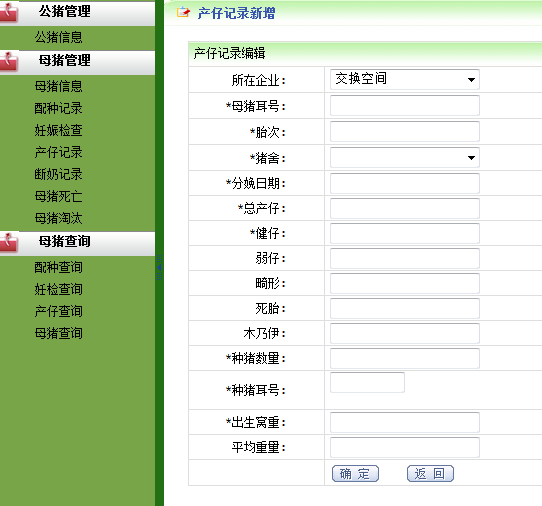 公猪管理
公猪信息
母猪管理
母猪信息
配种记录
妊娠检查
产仔记录
断奶记录
母猪死亡
母猪淘汰
母猪查询
配种查询
妊检查询
产仔查询
母猪查询
产仔记录新增
产仔记录编辑
所在企业： 交换空间
*母猪耳号：
*胎次：
*猪舍：
*分娩日期：
*总产仔：
*健仔：
弱仔：
畸形：
死胎：
木乃伊：
*种猪数量：
*种猪耳号：
*出生窝重：
平均重量：
确 定 返 回